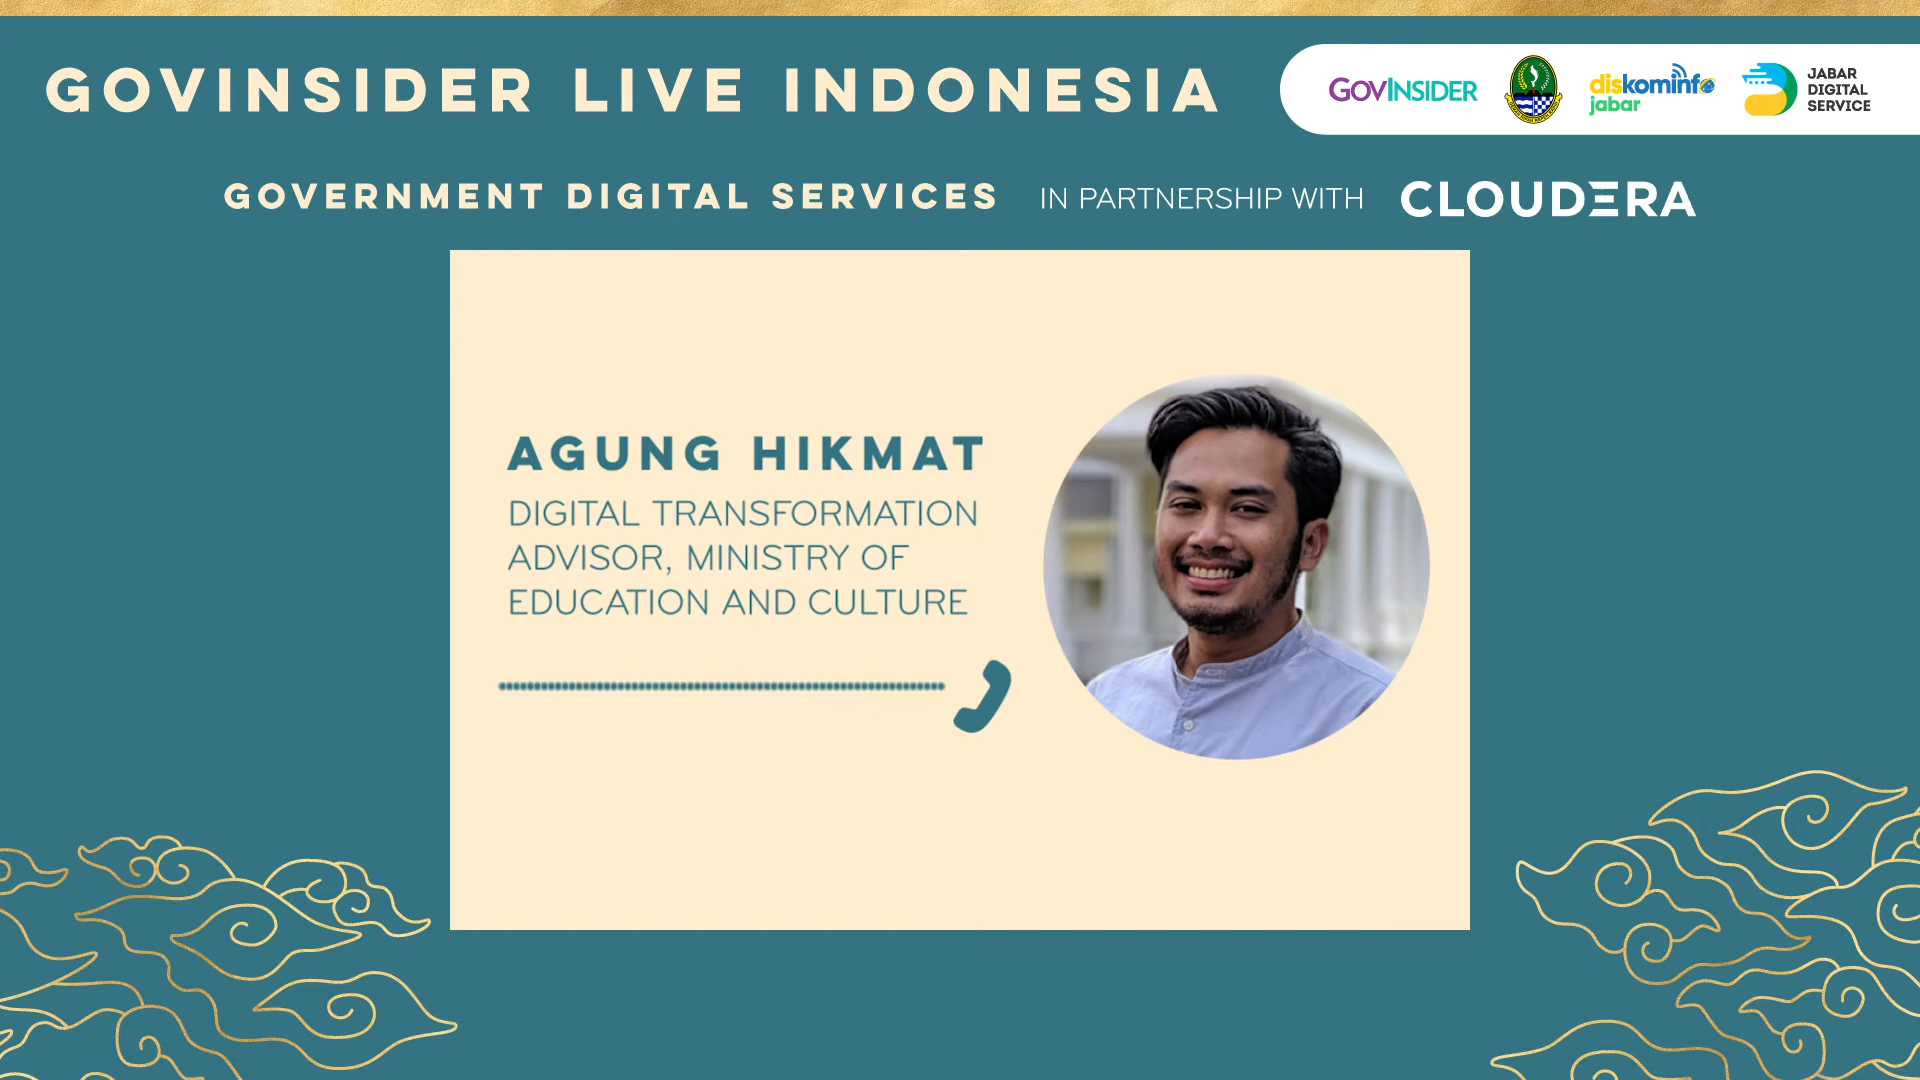 GOVINSIDER LIVE INDONESIA
GOVINSIDER
diskominfo
jabar
JABAR
DIGITAL
SERVICE
GOVERNMENT DIGITAL SERVICES IN PARTNERSHIP WITH CLOUDERA
AGUNG HIKMAT
DIGITAL TRANSFORMATION
ADVISOR, MINISTRY OF
EDUCATION AND CULTURE